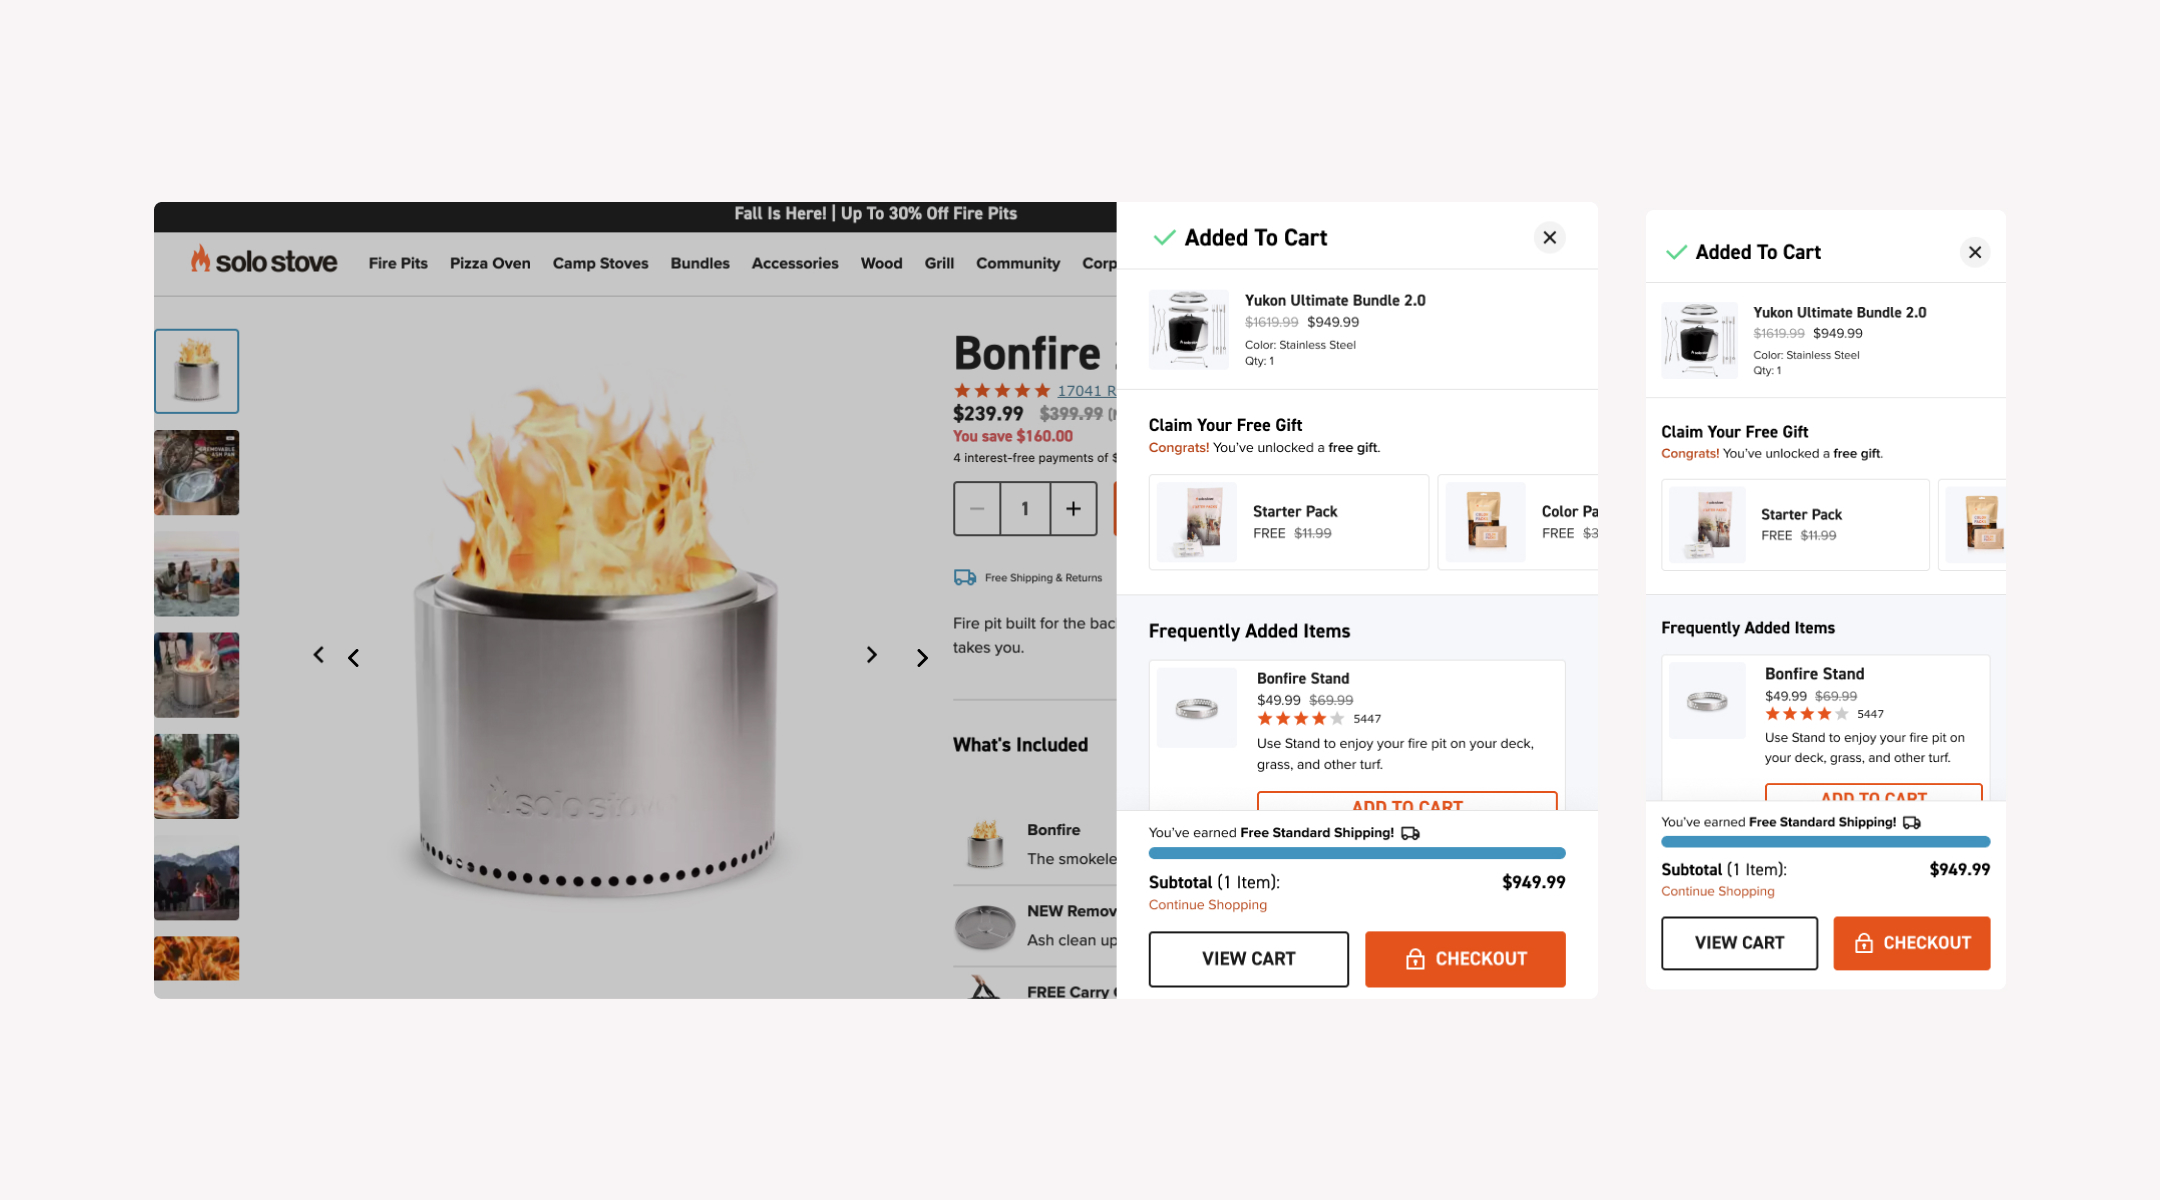 Fall Is Here! | Up To 30% Off Fire Pits
solo stove
Fire Pits
Pizza Oven
Camp Stoves
Bundles
Accessories
Wood
Grill
Community
Corp
Bonfire
17041 R
$239.99 $399.99
You save $160.00
4 interest-free payments of $
1
Free Shipping & Returns
Fire pit built for the bac
takes you.
What's Included
Bonfire
The smokele
NEW Remov
Ash clean up
FREE Carry
solo stove
Added To Cart
Yukon Ultimate Bundle 2.0
$1619.99 $949.99
Color: Stainless Steel
Qty: 1
Claim Your Free Gift
Congrats! You've unlocked a free gift.
Starter Pack
FREE $11.99
Color Pa
FREE $3
Frequently Added Items
Bonfire Stand
$49.99 $69.99
5447
Use Stand to enjoy your fire pit on your deck,
grass, and other turf.
ADD TO CART
You've earned Free Standard Shipping!
Subtotal (1 Item): $949.99
Continue Shopping
VIEW CART
CHECKOUT
Added To Cart
Yukon Ultimate Bundle 2.0
$1619.99 $949.99
Color: Stainless Steel
Qty: 1
Claim Your Free Gift
Congrats! You've unlocked a free gift.
Starter Pack
FREE $11.99
Frequently Added Items
Bonfire Stand
$49.99 $69.99
5447
Use Stand to enjoy your fire pit on
your deck, grass, and other turf.
ADD TO CART
You've earned Free Standard Shipping!
Subtotal (1 Item): $949.99
Continue Shopping
VIEW CART
CHECKOUT